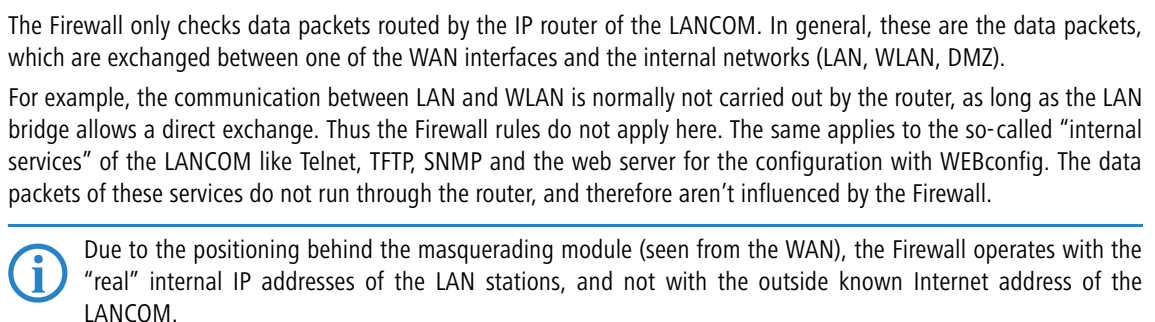 The Firewall only checks data packets routed by the IP router of the LANCOM. In general, these are the data packets,
which are exchanged between one of the WAN interfaces and the internal networks (LAN, WLAN, DMZ).
For example, the communication between LAN and WLAN is normally not carried out by the router, as long as the LAN
bridge allows a direct exchange. Thus the Firewall rules do not apply here. The same applies to the so-called “internal
services” of the LANCOM like Telnet, TFTP, SNMP and the web server for the configuration with WEBconfig. The data
packets of these services do not run through the router, and therefore aren’t influenced by the Firewall.
Due to the positioning behind the masquerading module (seen from the WAN), the Firewall operates with the
“real” internal IP addresses of the LAN stations, and not with the outside known Internet address of the
LANCOM.